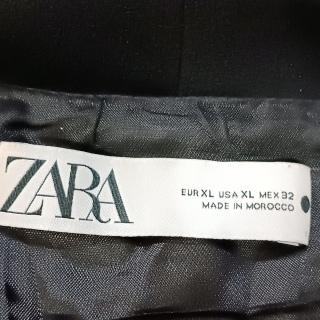 ZARA
EUR XL USA XL MEX 32
MADE IN MOROCCO